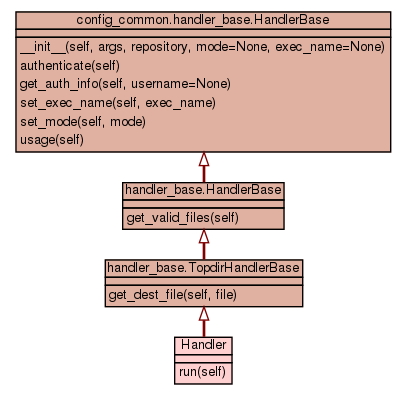 config_common.handler_base.HandlerBase
__init__(self, args, repository, mode=None, exec_name=None)
authenticate(self)
get_auth_info(self, username=None)
set_exec_name(self, exec_name)
set_mode(self, mode)
usage(self)
handler_base.HandlerBase
get_valid_files(self)
handler_base.TopdirHandlerBase
get_dest_file(self, file)
Handler
run(self)